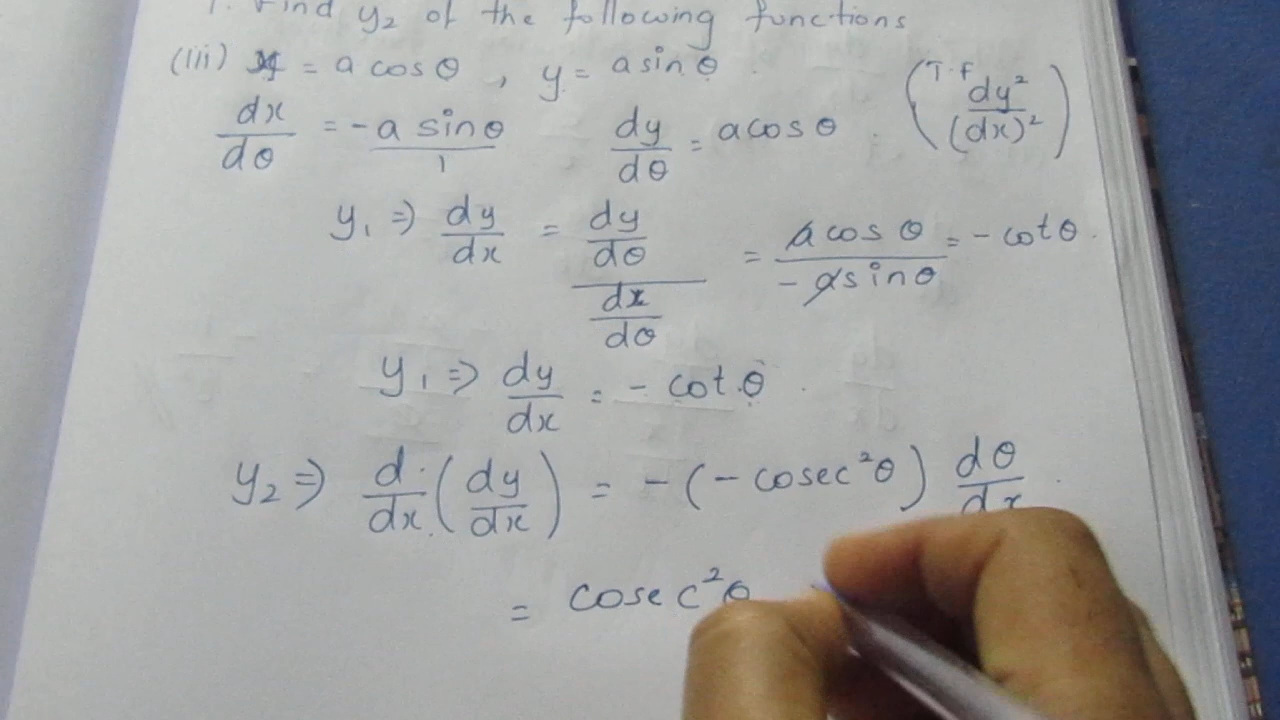 1. Find y₂ of the following functions
(iii) x = a cos θ , y = a sin θ
dx/dθ = -a sin θ/1   dy/dθ = a cos θ .   (T.F dy²/(dx)²)
y₁ ⇒ dy/dx = (dy/dθ)/(dx/dθ) = a cos θ/-a sin θ = - cot θ .
y₁ ⇒ dy/dx = - cot . θ .
y₂ ⇒ d/dx (dy/dx) = - (- cosec²θ) dθ/dx .
= cosec²θ